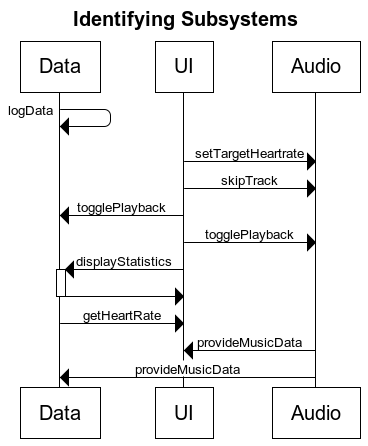 Identifying Subsystems
Data
UI
Audio
logData
setTargetHeartrate
skipTrack
togglePlayback
togglePlayback
displayStatistics
getHeartRate
provideMusicData
provideMusicData
Data
UI
Audio